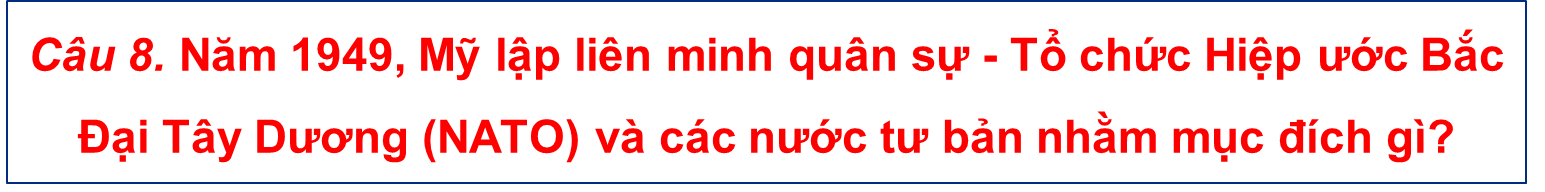 Câu 8. Năm 1949, Mỹ lập liên minh quân sự - Tổ chức Hiệp ước Bắc
Đại Tây Dương (NATO) và các nước tư bản nhằm mục đích gì?